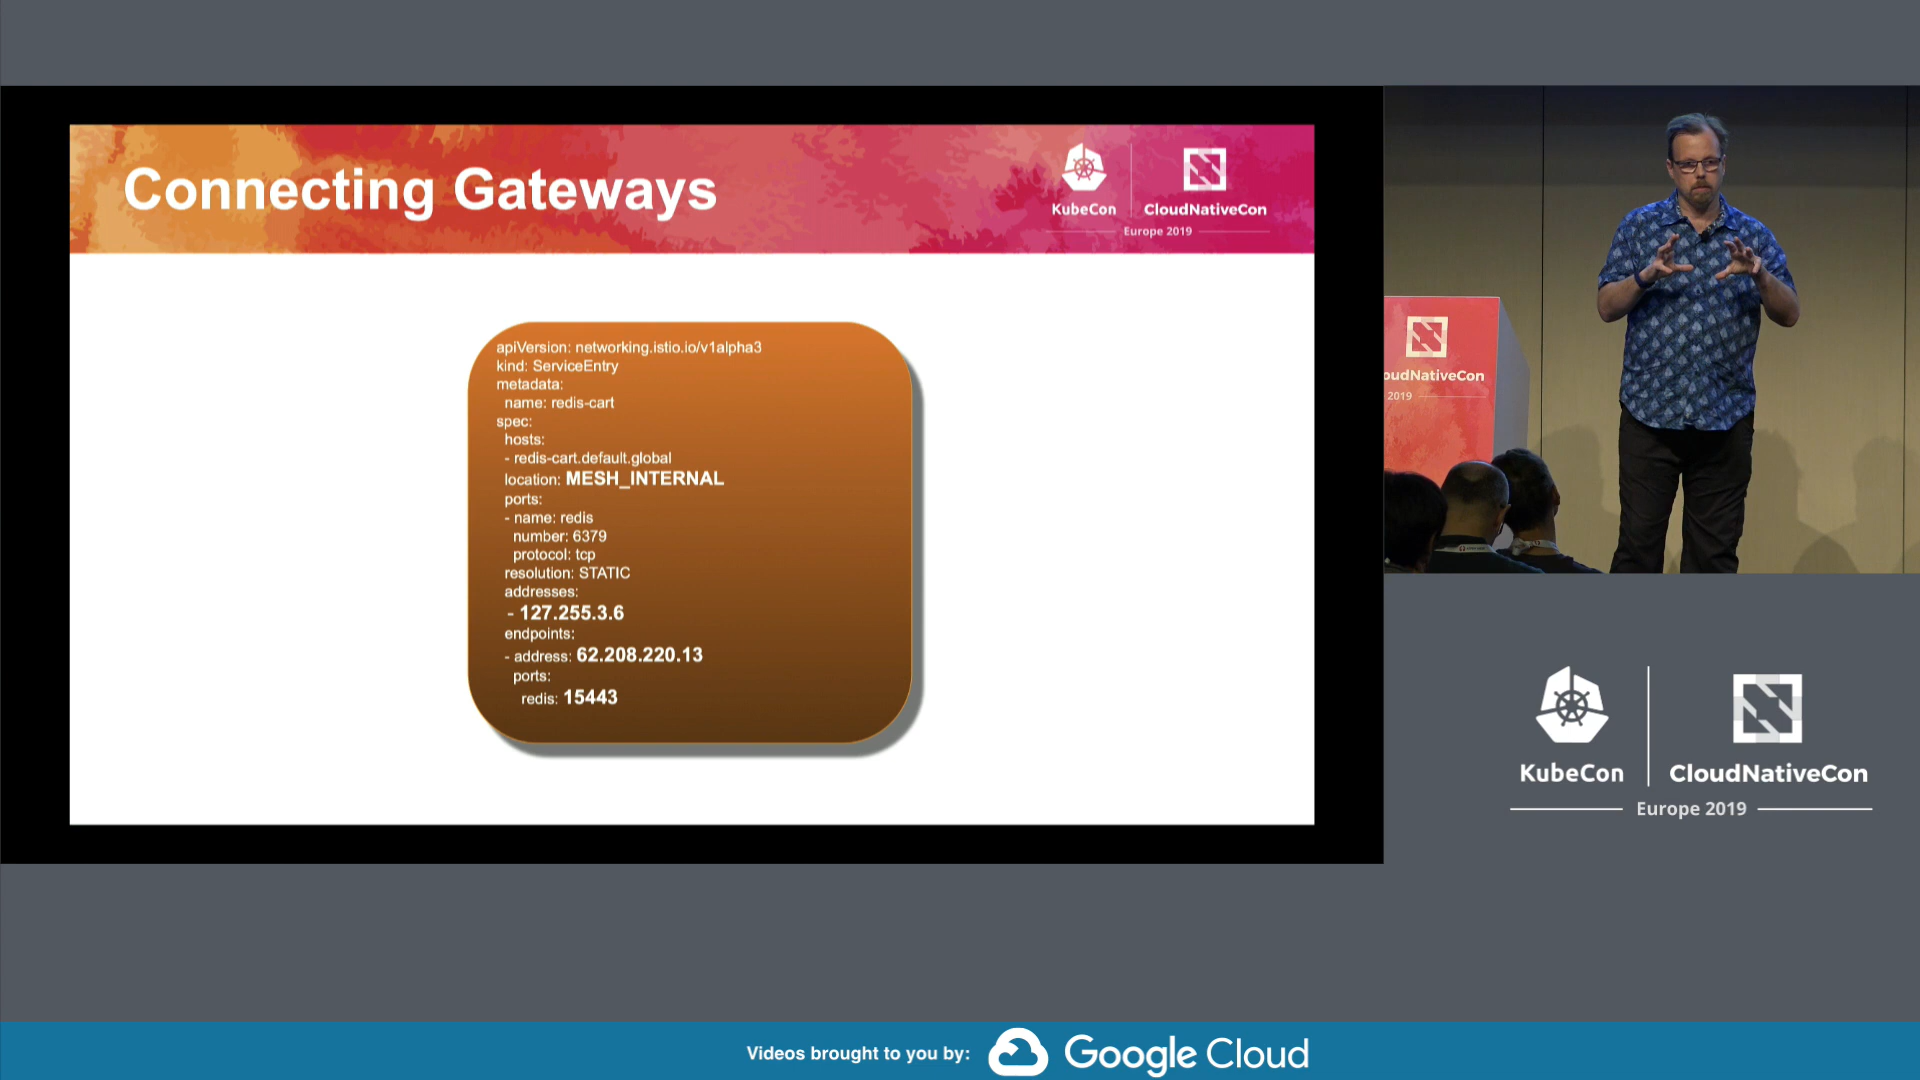 Connecting Gateways
KubeCon
CloudNativeCon
Europe 2019
apiVersion: networking.istio.io/v1alpha3
kind: ServiceEntry
metadata:
name: redis-cart
spec:
hosts:
- redis-cart.default.global
location: MESH_INTERNAL
ports:
- name: redis
number: 6379
protocol: tcp
resolution: STATIC
addresses:
- 127.255.3.6
endpoints:
- address: 62.208.220.13
ports:
redis: 15443
oudNativeCon
2019
KubeCon
CloudNativeCon
Europe 2019
Videos brought to you by:
Google Cloud